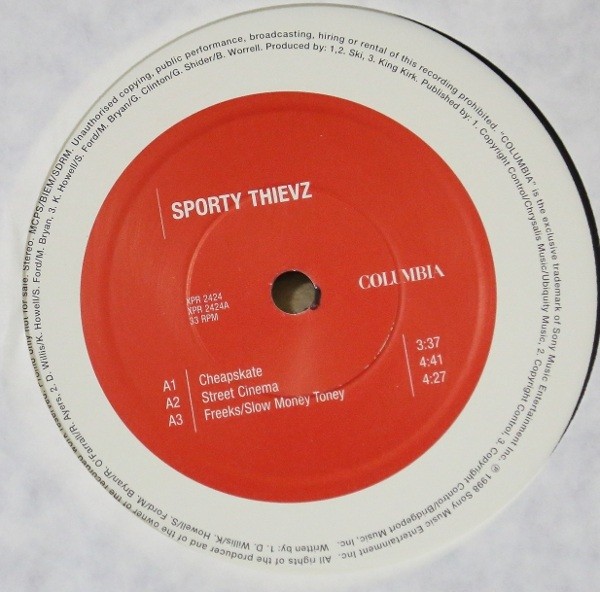 SPORTY THIEVZ
XPR 2424
XPR 2424A
33 RPM
COLUMBIA
A1 Cheapskate 3:37
A2 Street Cinema 4:41
A3 Freeks/Slow Money Toney 4:27
Unauthorised copying, public performance, broadcasting, hiring or rental of this recording prohibited. "COLUMBIA" is the exclusive trademark of Sony Music Entertainment Inc. ℗ 1998 Sony Music Entertainment Inc. All rights of the producer and of the owner of the recorded work reserved. not for sale. Stereo. MCPS/BIEM/SDRM.
Written by: 1. D. Willis/K. Howell/S. Ford/M. Bryan/R. O'Farrall/R. Ayers, 2. D. Willis/K. Howell/S. Ford/M. Bryan, 3. K. Howell/S. Ford/M. Bryan/G. Clinton/G. Shider/B. Worrell. Produced by: 1,2. Ski, 3. King Kirk. Published by: 1. Copyright Control/Chrysalis Music/Ubiquity Music, 2. Copyright Control, 3. Copyright Control/Bridgeport Music, Inc.